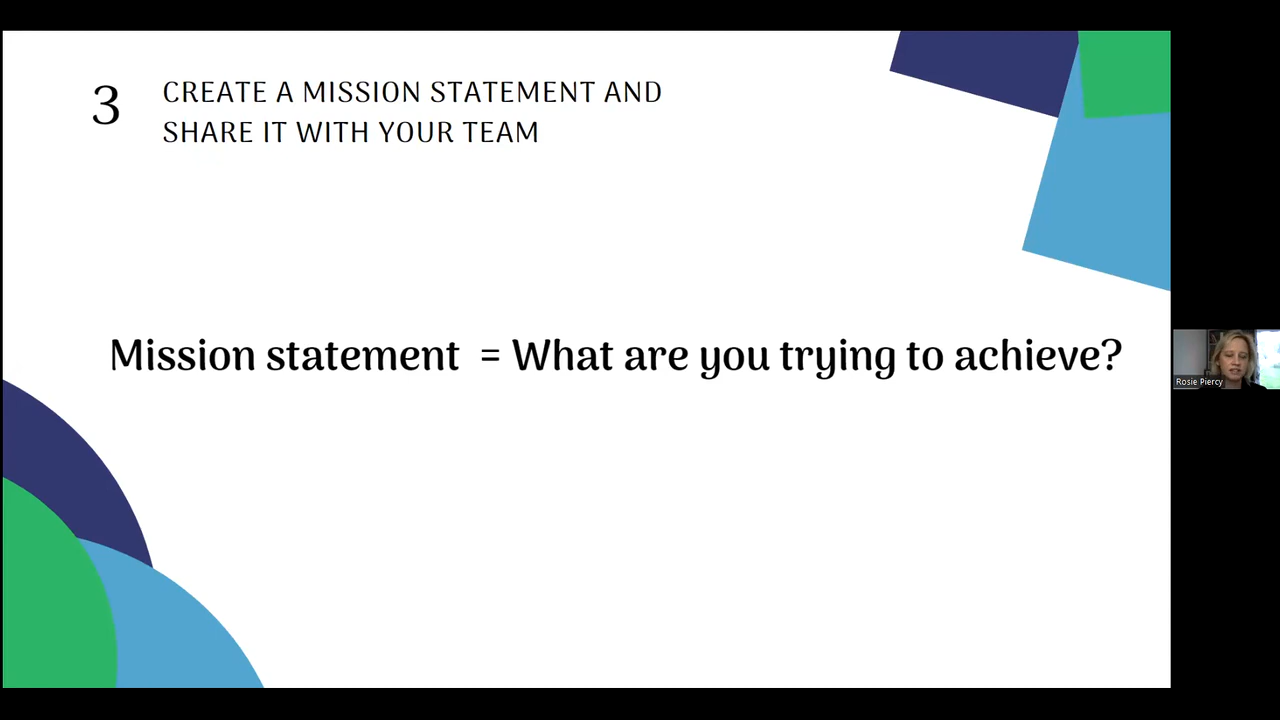 3
CREATE A MISSION STATEMENT AND
SHARE IT WITH YOUR TEAM
Mission statement = What are you trying to achieve?
Rosie Piercy